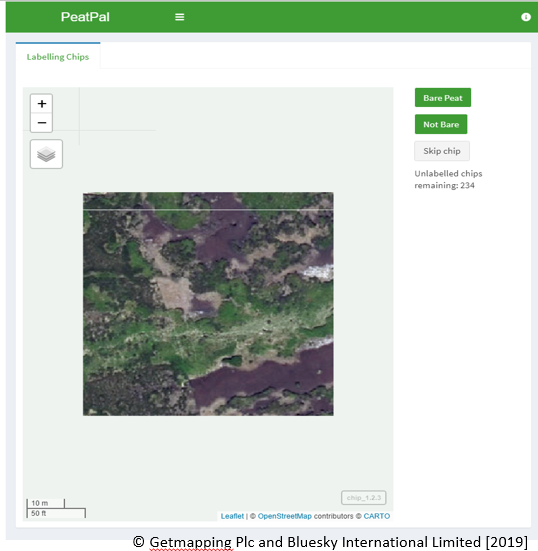 PeatPal
Labelling Chips
+
Bare Peat
−
Not Bare
Skip chip
Unlabelled chips
remaining: 234
chip_1.2.3
10 m
50 ft
Leaflet | © OpenStreetMap contributors © CARTO
© Getmapping Plc and Bluesky International Limited [2019]